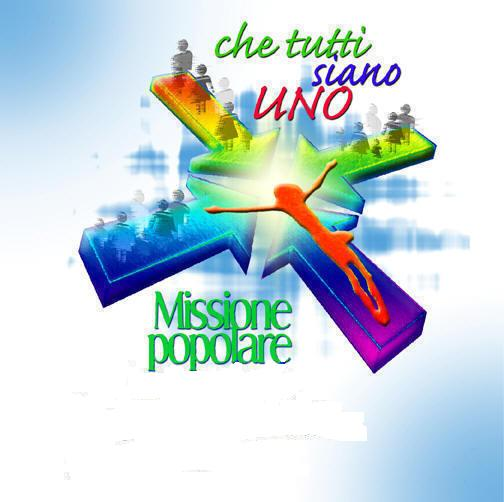 che tutti
siano
UNO
Missione
popolare